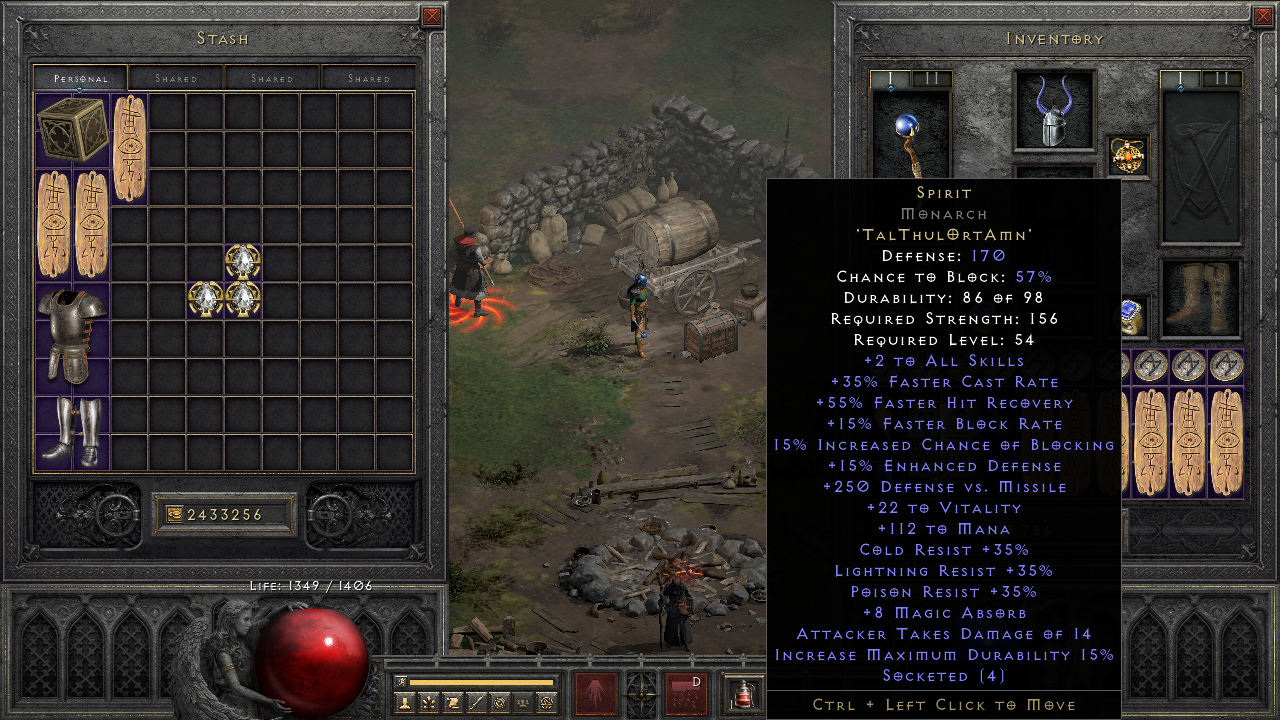 Stash
Personal
Shared
Shared
Shared
2433256
Life: 1349 / 1406
D
Inventory
I
II
I
II
Spirit
Monarch
'TalThulOrtAmn'
Defense: 170
Chance to Block: 57%
Durability: 86 of 98
Required Strength: 156
Required Level: 54
+2 to All Skills
+35% Faster Cast Rate
+55% Faster Hit Recovery
+15% Faster Block Rate
15% Increased Chance of Blocking
+15% Enhanced Defense
+250 Defense vs. Missile
+22 to Vitality
+112 to Mana
Cold Resist +35%
Lightning Resist +35%
Poison Resist +35%
+8 Magic Absorb
Attacker Takes Damage of 14
Increase Maximum Durability 15%
Socketed (4)
Ctrl + Left Click to Move